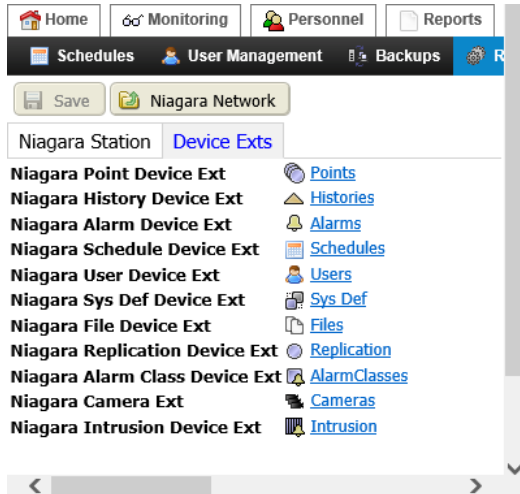 Home Monitoring Personnel Reports
Schedules User Management Backups R
Save Niagara Network
Niagara Station Device Exts
Niagara Point Device Ext Points
Niagara History Device Ext Histories
Niagara Alarm Device Ext Alarms
Niagara Schedule Device Ext Schedules
Niagara User Device Ext Users
Niagara Sys Def Device Ext Sys Def
Niagara File Device Ext Files
Niagara Replication Device Ext Replication
Niagara Alarm Class Device Ext AlarmClasses
Niagara Camera Ext Cameras
Niagara Intrusion Device Ext Intrusion